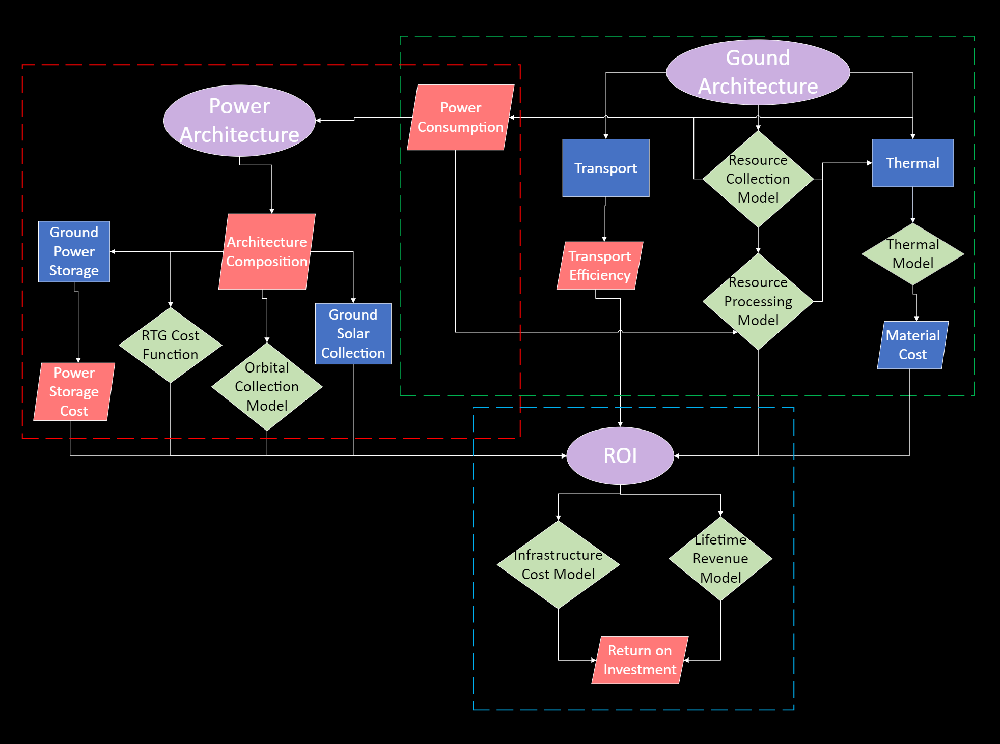 Gound
Architecture
Power
Architecture
Power
Consumption
Transport
Resource
Collection
Model
Thermal
Ground
Power
Storage
Architecture
Composition
Transport
Efficiency
Thermal
Model
Resource
Processing
Model
RTG Cost
Function
Orbital
Collection
Model
Ground
Solar
Collection
Material
Cost
Power
Storage
Cost
ROI
Infrastructure
Cost Model
Lifetime
Revenue
Model
Return on
Investment